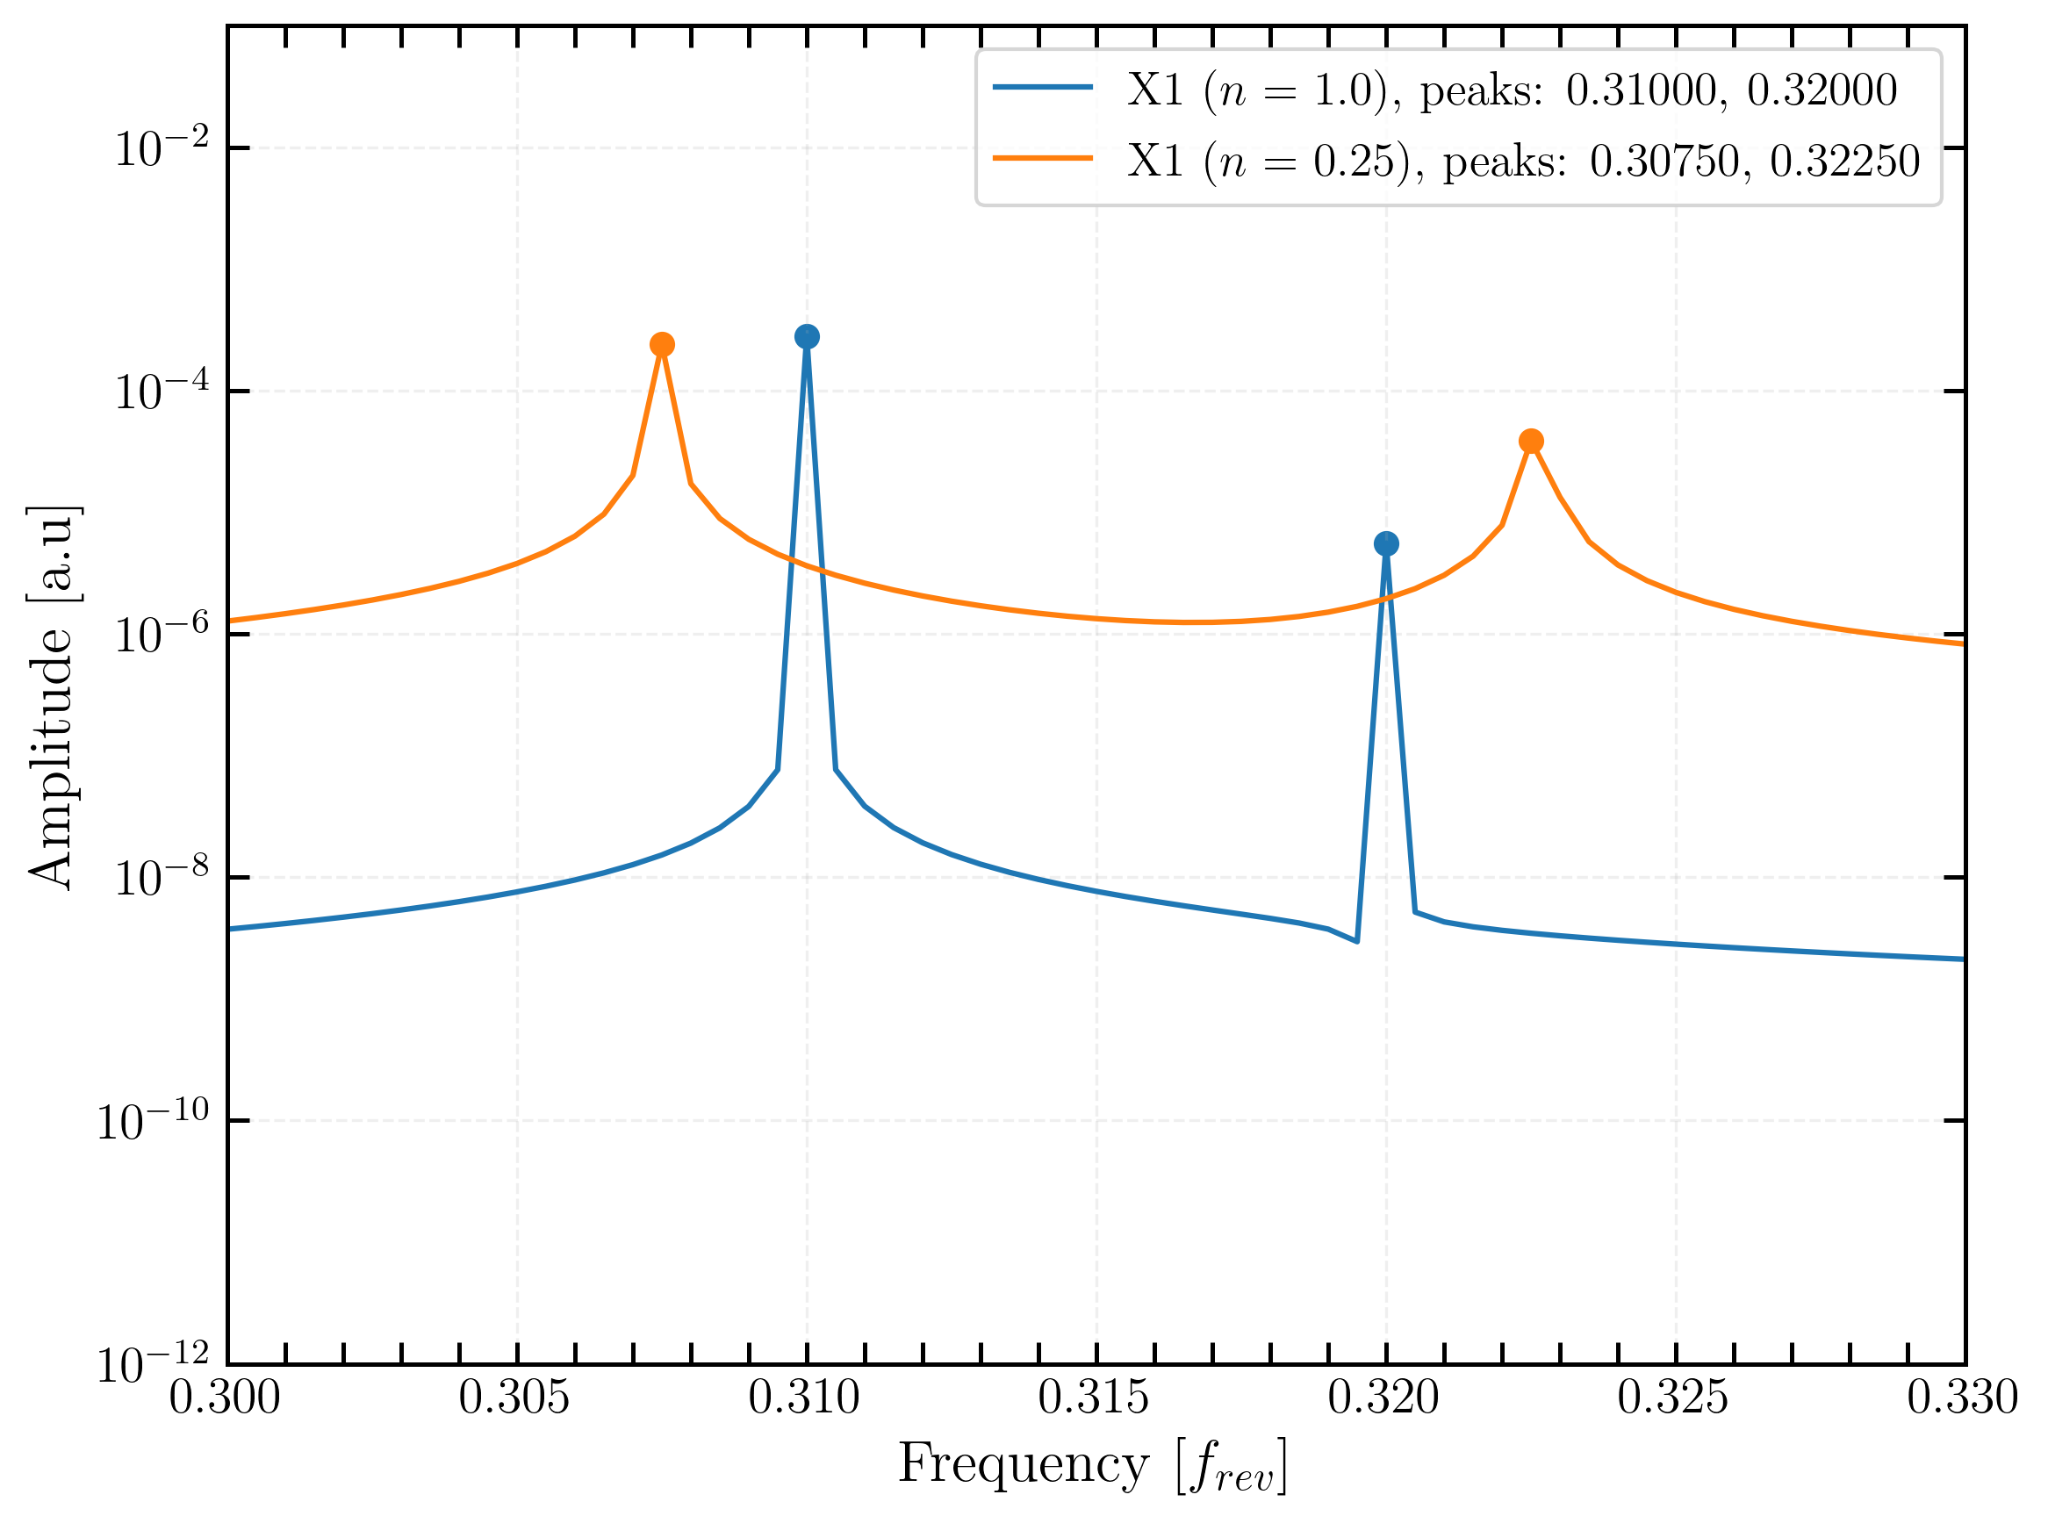 X1 (n = 1.0), peaks: 0.31000, 0.32000
X1 (n = 0.25), peaks: 0.30750, 0.32250
10^{-2}
10^{-4}
10^{-6}
10^{-8}
10^{-10}
10^{-12}
Amplitude [a.u]
0.300 0.305 0.310 0.315 0.320 0.325 0.330
Frequency [f_{rev}]